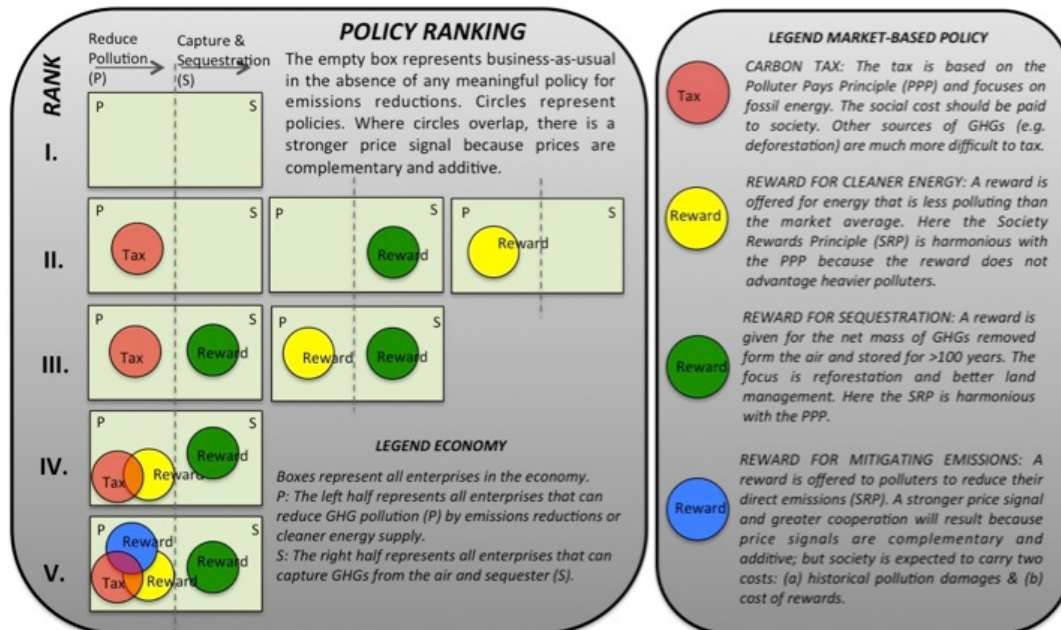 POLICY RANKING
Reduce
Pollution
(P)
Capture &
Sequestration
(S)
The empty box represents business-as-usual
in the absence of any meaningful policy for
emissions reductions. Circles represent
policies. Where circles overlap, there is a
stronger price signal because prices are
complementary and additive.
RANK
I.
P S
II.
P S
Tax
P S
Reward
P S
Reward
III.
P S
Tax Reward
P S
Reward Reward
IV.
P S
Tax Reward Reward
V.
P S
Reward
Tax Reward Reward
LEGEND ECONOMY
Boxes represent all enterprises in the economy.
P: The left half represents all enterprises that can
reduce GHG pollution (P) by emissions reductions or
cleaner energy supply.
S: The right half represents all enterprises that can
capture GHGs from the air and sequester (S).
LEGEND MARKET-BASED POLICY
Tax
CARBON TAX: The tax is based on the
Polluter Pays Principle (PPP) and focuses on
fossil energy. The social cost should be paid
to society. Other sources of GHGs (e.g.
deforestation) are much more difficult to tax.
Reward
REWARD FOR CLEANER ENERGY: A reward is
offered for energy that is less polluting than
the market average. Here the Society
Rewards Principle (SRP) is harmonious with
the PPP because the reward does not
advantage heavier polluters.
Reward
REWARD FOR SEQUESTRATION: A reward is
given for the net mass of GHGs removed
form the air and stored for >100 years. The
focus is reforestation and better land
management. Here the SRP is harmonious
with the PPP.
Reward
REWARD FOR MITIGATING EMISSIONS: A
reward is offered to polluters to reduce their
direct emissions (SRP). A stronger price signal
and greater cooperation will result because
price signals are complementary and
additive; but society is expected to carry two
costs: (a) historical pollution damages & (b)
cost of rewards.